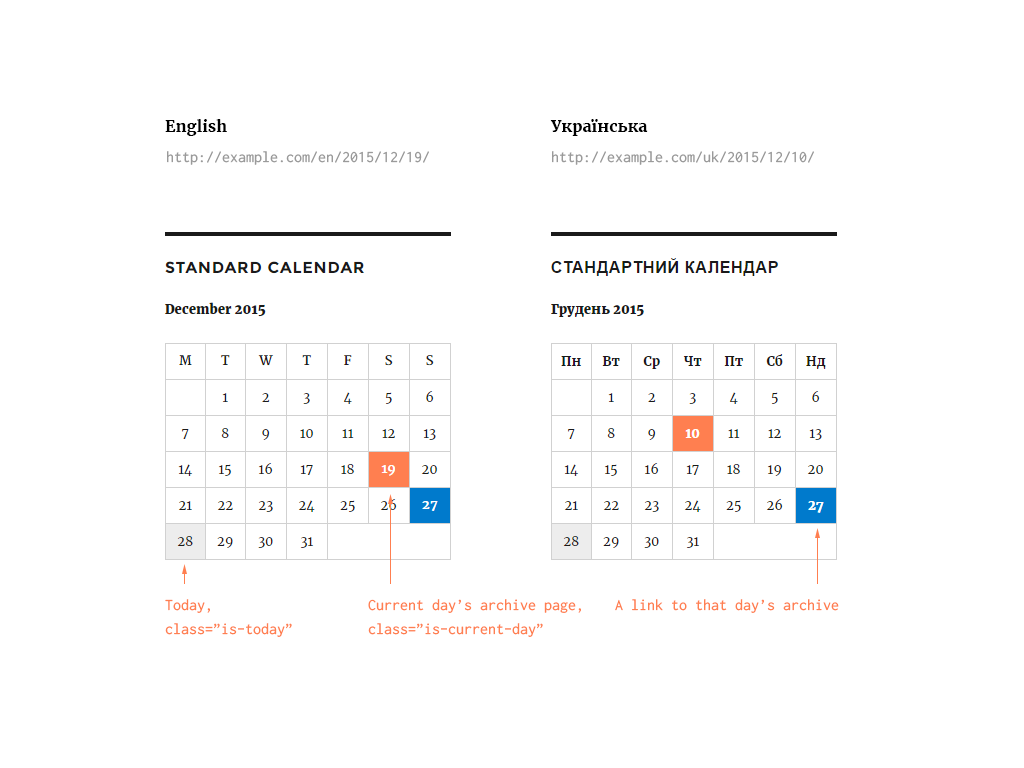 English
http://example.com/en/2015/12/19/
STANDARD CALENDAR
December 2015
M T W T F S S
1 2 3 4 5 6
7 8 9 10 11 12 13
14 15 16 17 18 19 20
21 22 23 24 25 26 27
28 29 30 31
Today,
class=”is-today”
Current day’s archive page,
class=”is-current-day”
Українська
http://example.com/uk/2015/12/10/
СТАНДАРТНИЙ КАЛЕНДАР
Грудень 2015
Пн Вт Ср Чт Пт Сб Нд
1 2 3 4 5 6
7 8 9 10 11 12 13
14 15 16 17 18 19 20
21 22 23 24 25 26 27
28 29 30 31
A link to that day’s archive